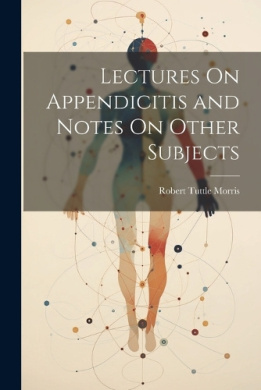 Lectures On
Appendicitis and
Notes On Other
Subjects
Robert Tuttle Morris